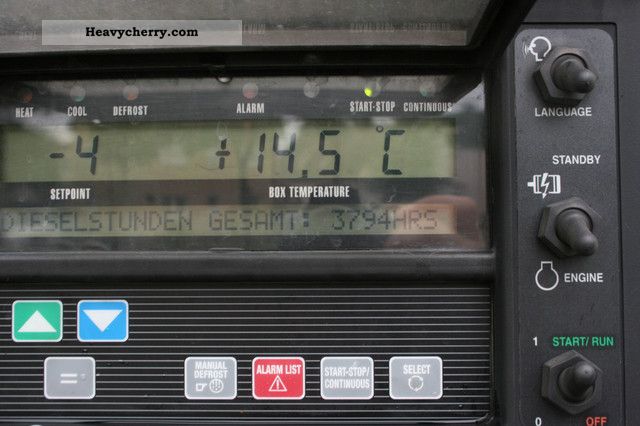 Heavycherry.com
HEAT COOL DEFROST ALARM START-STOP CONTINUOUS
-4 +14,5 °C
SETPOINT BOX TEMPERATURE
DIESELSTUNDEN GESAMT: 3794HRS
MANUAL DEFROST
ALARM LIST
START-STOP/ CONTINUOUS
SELECT
=
LANGUAGE
STANDBY
ENGINE
1 START/ RUN
0 OFF